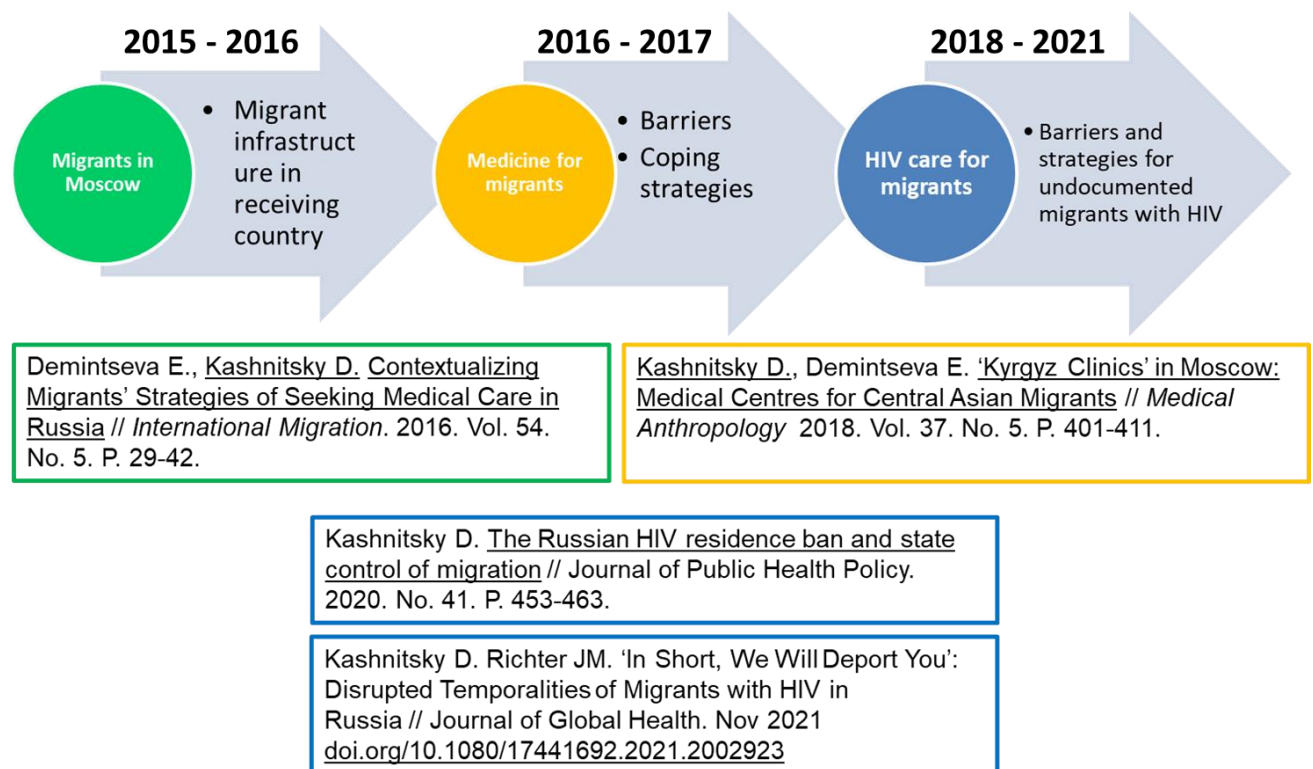 2015 - 2016
Migrants in
Moscow
• Migrant
infrastruct
ure in
receiving
country
2016 - 2017
Medicine for
migrants
• Barriers
• Coping
strategies
2018 - 2021
HIV care for
migrants
• Barriers and
strategies for
undocumented
migrants with HIV
Demintseva E., Kashnitsky D. Contextualizing
Migrants’ Strategies of Seeking Medical Care in
Russia // International Migration. 2016. Vol. 54.
No. 5. P. 29-42.
Kashnitsky D., Demintseva E. ‘Kyrgyz Clinics’ in Moscow:
Medical Centres for Central Asian Migrants // Medical
Anthropology 2018. Vol. 37. No. 5. P. 401-411.
Kashnitsky D. The Russian HIV residence ban and state
control of migration // Journal of Public Health Policy.
2020. No. 41. P. 453-463.
Kashnitsky D. Richter JM. ‘In Short, We Will Deport You’:
Disrupted Temporalities of Migrants with HIV in
Russia // Journal of Global Health. Nov 2021
doi.org/10.1080/17441692.2021.2002923